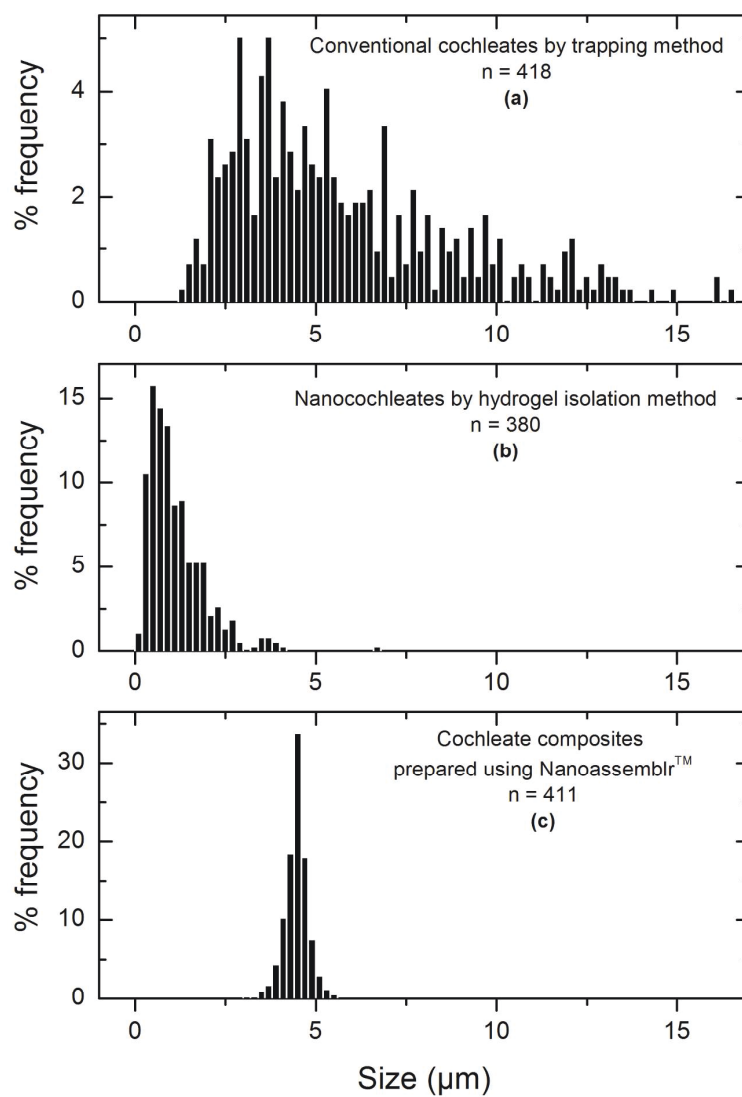 Conventional cochleates by trapping method
n = 418
(a)
% frequency
4
2
0
0 5 10 15
Nanocochleates by hydrogel isolation method
n = 380
(b)
% frequency
15
10
5
0
0 5 10 15
Cochleate composites
prepared using Nanoassemblr™
n = 411
(c)
% frequency
30
20
10
0
0 5 10 15
Size (µm)